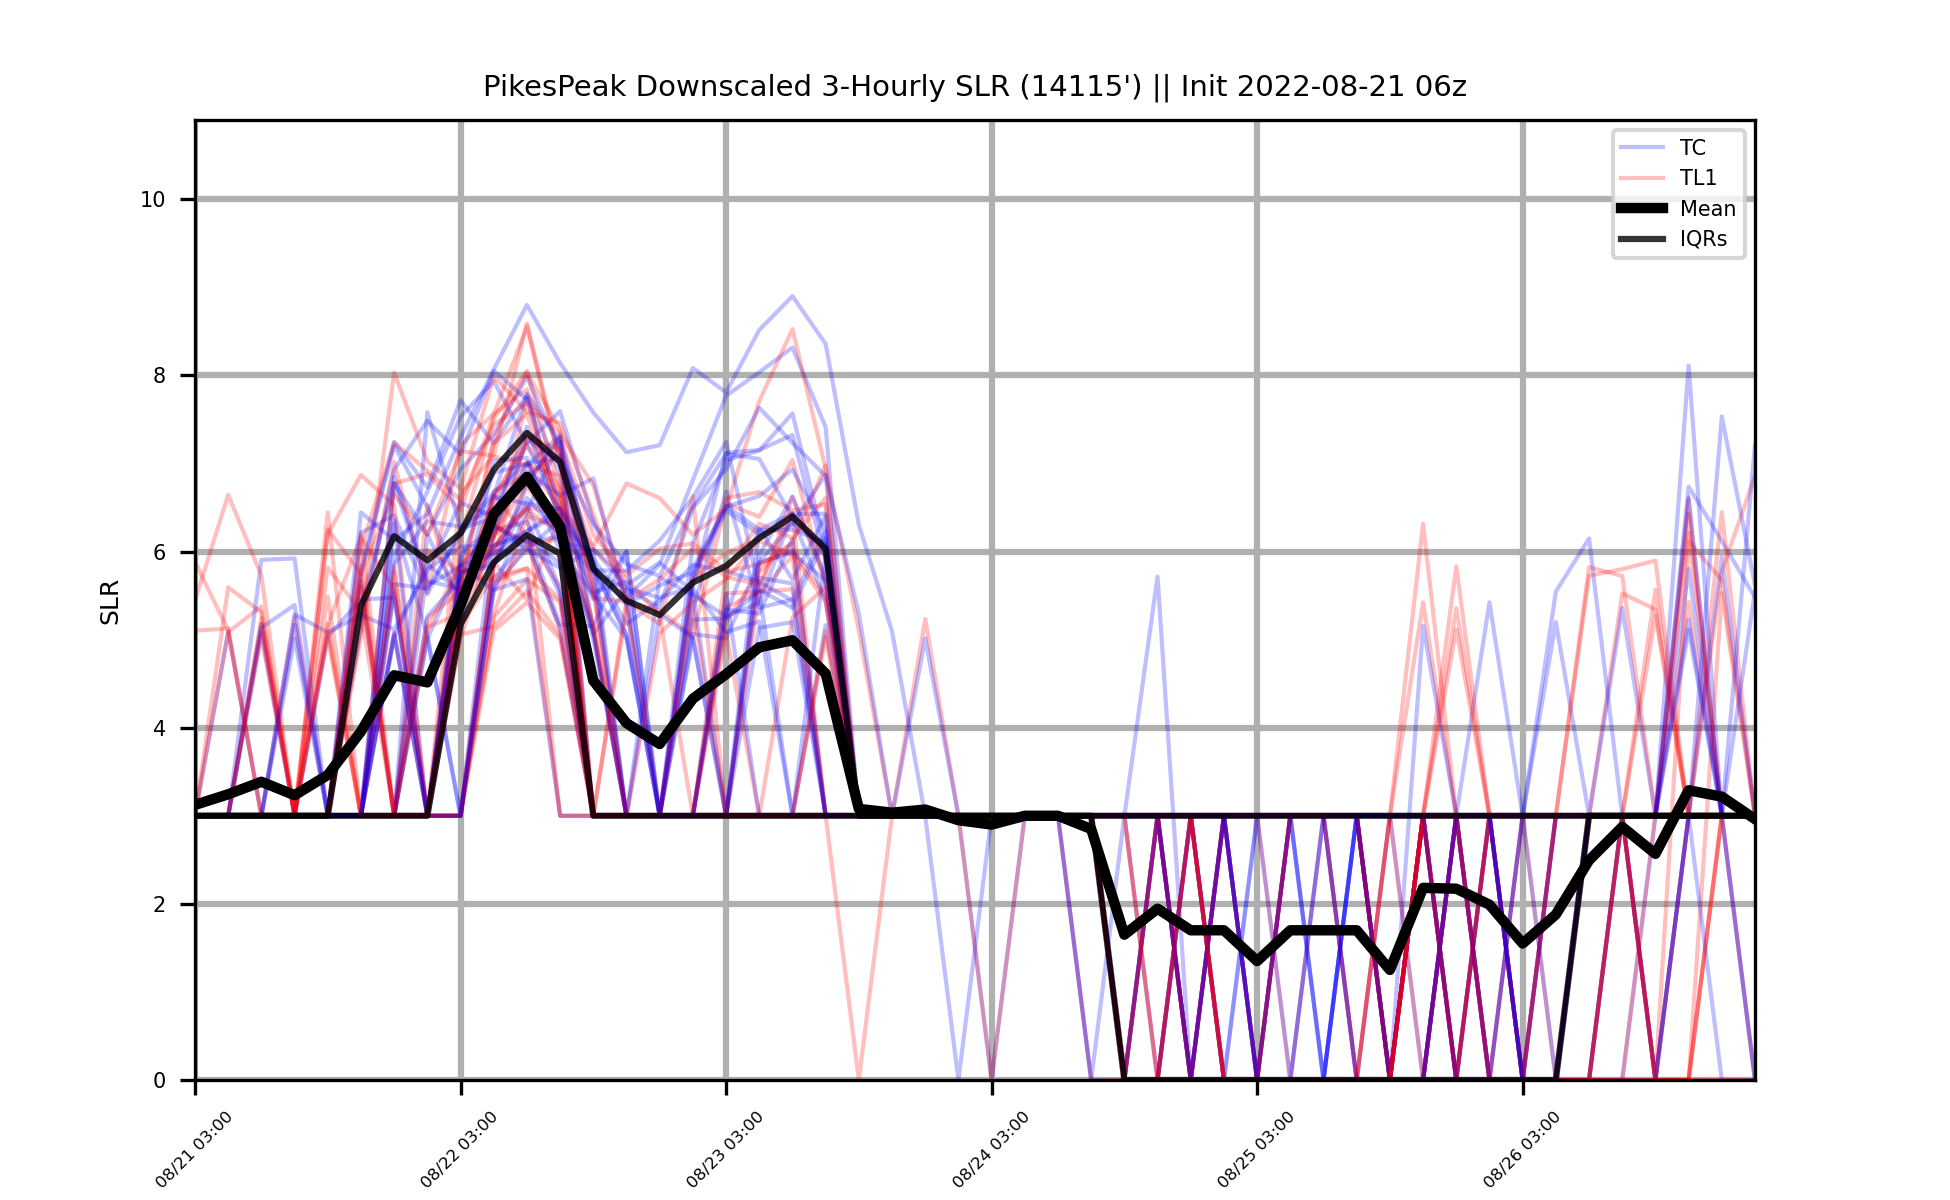 PikesPeak Downscaled 3-Hourly SLR (14115') || Init 2022-08-21 06z
TC
TL1
Mean
IQRs
SLR
10
8
6
4
2
0
08/21 03:00
08/22 03:00
08/23 03:00
08/24 03:00
08/25 03:00
08/26 03:00